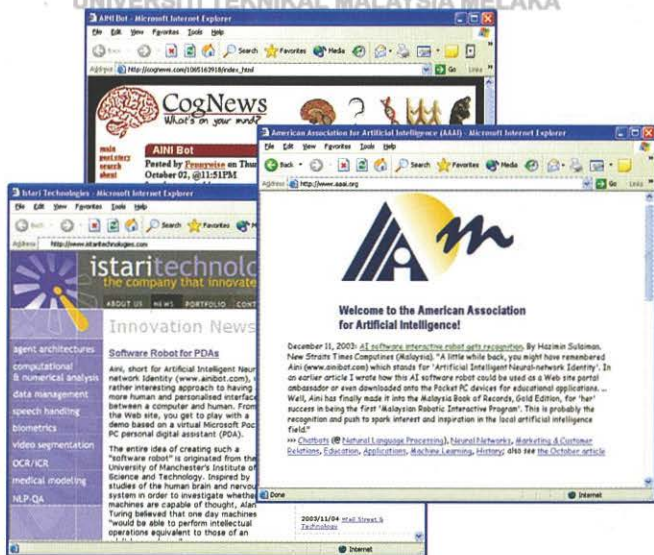 UNIVERSITI TEKNIKAL MALAYSIA MELAKA
AINI Bot - Microsoft Internet Explorer
File Edit View Favorites Tools Help
Back Search Favorites Media
Address http://cognews.com/1065162918/index_html Go Links
CogNews
What's on your mind?
main
post story
search
about
AINI Bot
Posted by Pennywise on Thur
October 02, @11:51PM
American Association for Artificial Intelligence (AAAI) - Microsoft Internet Explorer
File Edit View Favorites Tools Help
Back Search Favorites Media
Address http://www.aaai.org Go Links
Welcome to the American Association
for Artificial Intelligence!
December 11, 2003: AI software interactive robot gets recognition. By Hazimin Sulaiman.
New Straits Times Computines (Malaysia). "A little while back, you might have remembered
Aini (www.ainibot.com) which stands for 'Artificial Intelligent Neural-network Identity'. In
an earlier article I wrote how this AI software robot could be used as a Web site portal
ambassador or even downloaded onto the Pocket PC devices for educational applications. ...
Well, Aini has finally made it into the Malaysia Book of Records, Gold Edition, for 'her'
success in being the first 'Malaysian Robotic Interactive Program'. This is probably the
recognition and push to spark interest and inspiration in the local artificial intelligence
field."
>>> Chatbots (@ Natural Language Processing), Neural Networks, Marketing & Customer
Relations, Education, Applications, Machine Learning, History; also see the October article
Done Internet
Istari Technologies - Microsoft Internet Explorer
File Edit View Favorites Tools Help
Back Search Favorites
Address http://www.istaritechnologies.com
istaritechnolo
the company that innovate
ABOUT US NEWS PORTFOLIO CONT
Innovation News
agent architectures
computational
& numerical analysis
data management
speech handling
biometrics
video segmentation
OCR/ICR
medical modeling
NLP-QA
Software Robot for PDAs
Aini, short for Artificial Intelligent Neur
network Identity (www.ainibot.com),
rather interesting approach to having
more human and personalised interface
between a computer and human. From
the Web site, you get to play with a
demo based on a virtual Microsoft Poc
PC personal digital assistant (PDA).
The entire idea of creating such a
"software robot" is originated from the
University of Manchester's Institute of
Science and Technology. Inspired by
studies of the human brain and nervou
system in order to investigate whethe
machines are capable of thought, Alan
Turing believed that one day machines
"would be able to perform intellectual
operations equivalent to those of an
2003/11/04
Technology
Internet